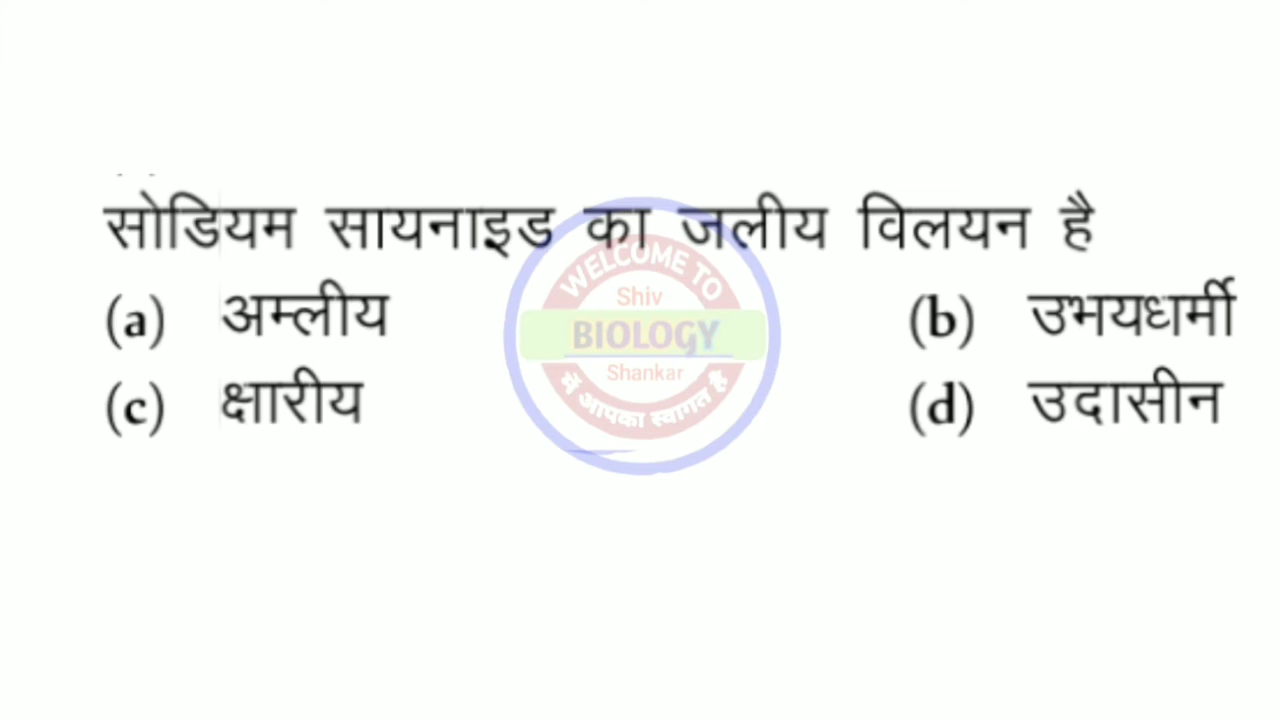 सोडियम सायनाइड का जलीय विलयन है
WELCOME TO
Shiv
(a) अम्लीय (b) उभयधर्मी
BIOLOGY
Shankar
(c) क्षारीय (d) उदासीन
में आपका स्वागत है